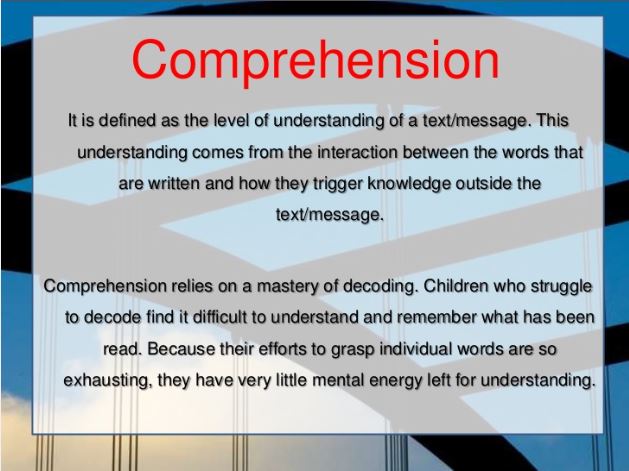 Comprehension
It is defined as the level of understanding of a text/message. This
understanding comes from the interaction between the words that
are written and how they trigger knowledge outside the
text/message.
Comprehension relies on a mastery of decoding. Children who struggle
to decode find it difficult to understand and remember what has been
read. Because their efforts to grasp individual words are so
exhausting, they have very little mental energy left for understanding.